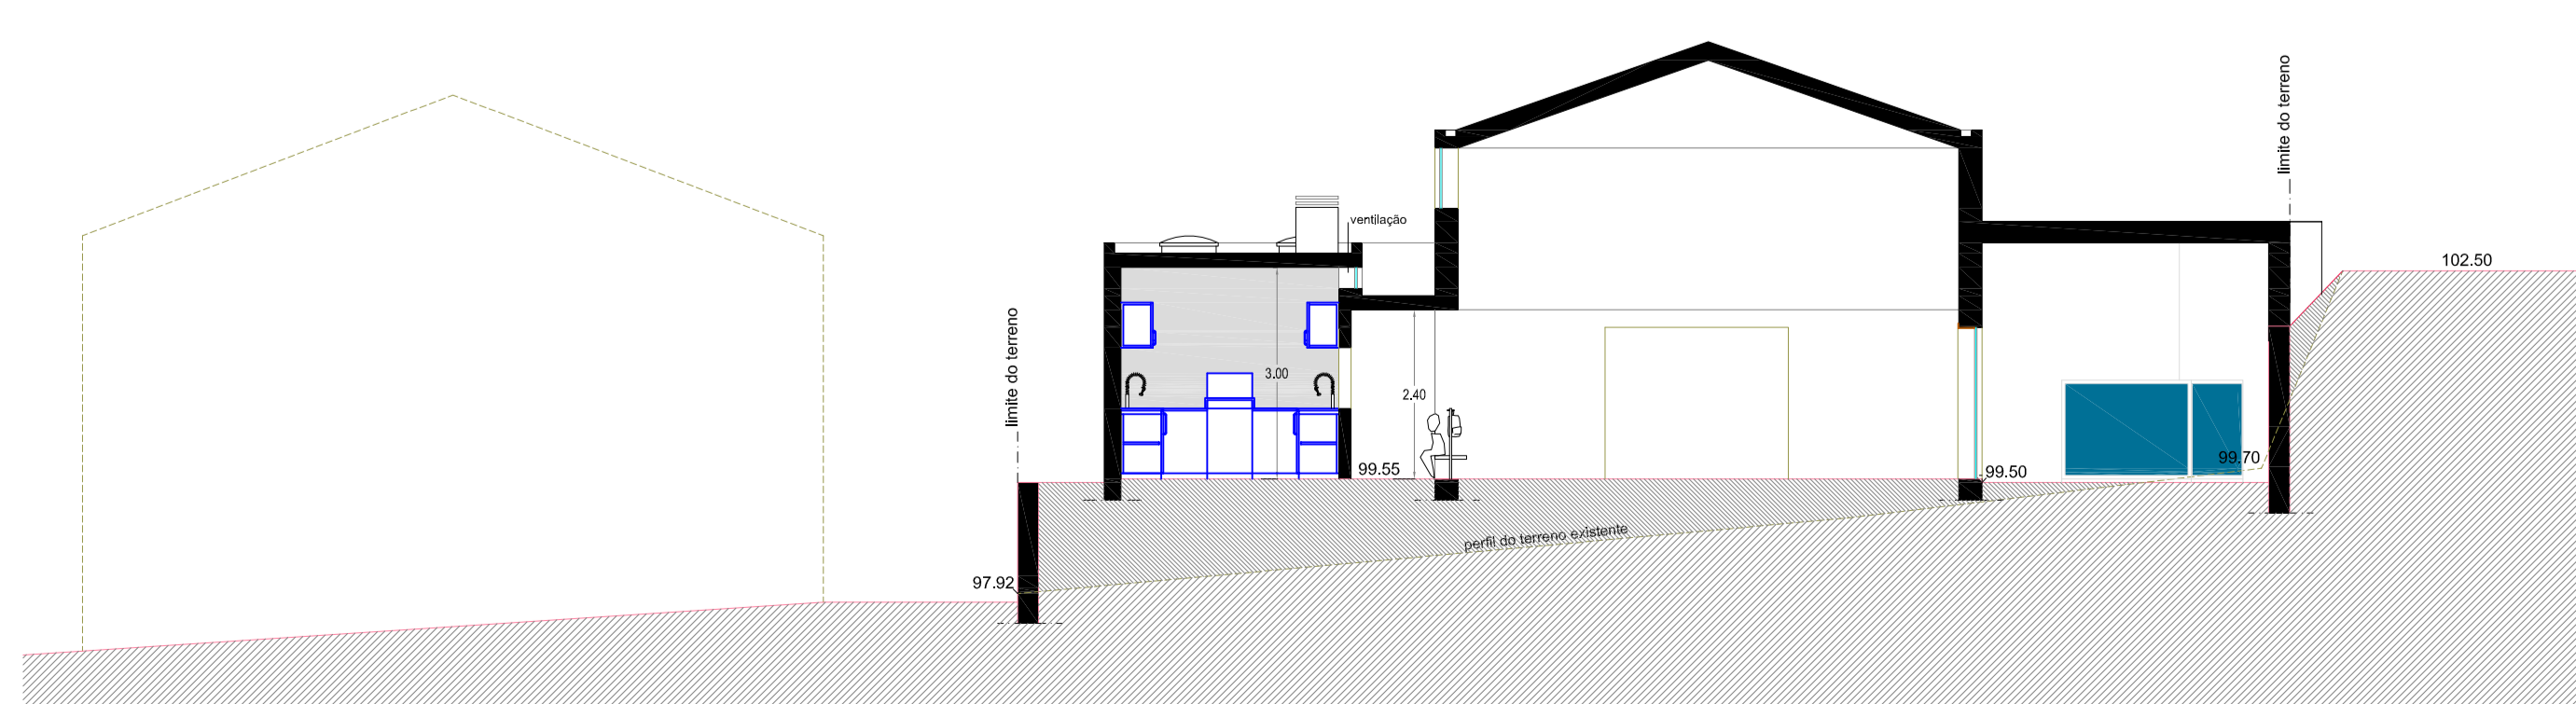 limite do terreno
ventilação
102.50
limite do terreno
3.00
2.40
99.55
99.50
99.70
perfil do terreno existente
97.92